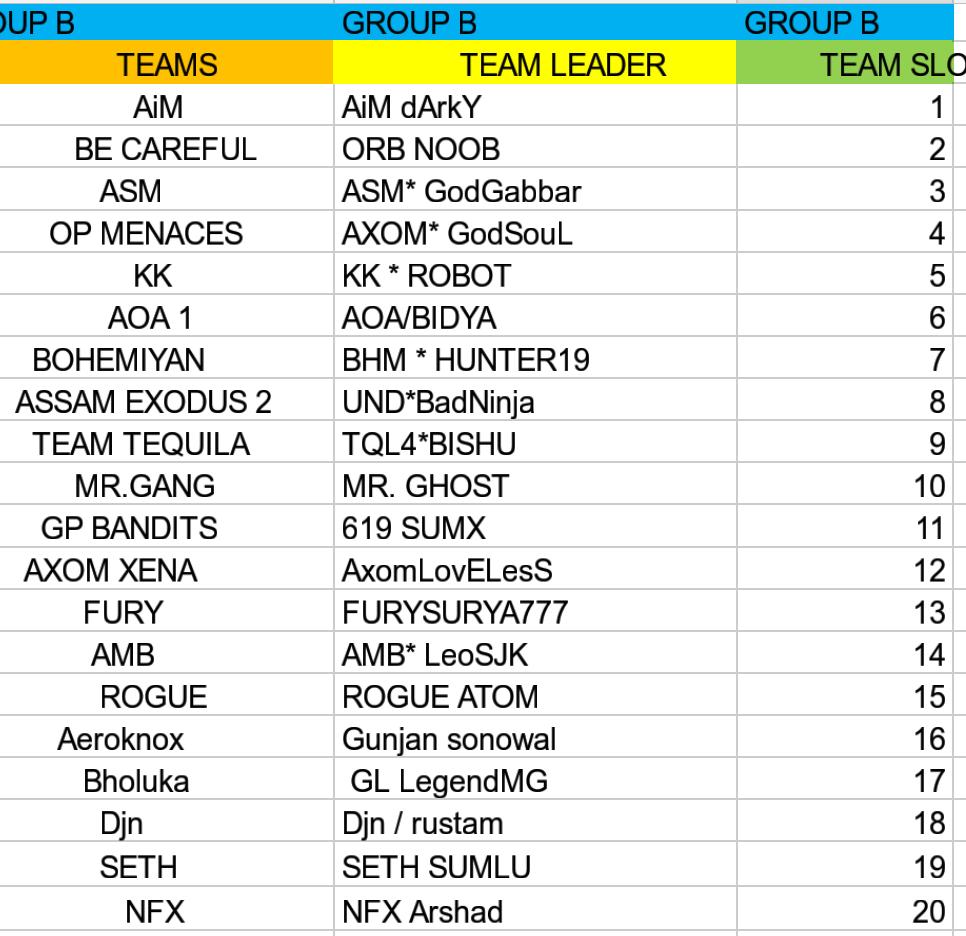 OUP B GROUP B GROUP B
TEAMS TEAM LEADER TEAM SLO
AiM AiM dArkY 1
BE CAREFUL ORB NOOB 2
ASM ASM* GodGabbar 3
OP MENACES AXOM* GodSouL 4
KK KK * ROBOT 5
AOA 1 AOA/BIDYA 6
BOHEMIYAN BHM * HUNTER19 7
ASSAM EXODUS 2 UND*BadNinja 8
TEAM TEQUILA TQL4*BISHU 9
MR.GANG MR. GHOST 10
GP BANDITS 619 SUMX 11
AXOM XENA AxomLovELesS 12
FURY FURYSURYA777 13
AMB AMB* LeoSJK 14
ROGUE ROGUE ATOM 15
Aeroknox Gunjan sonowal 16
Bholuka GL LegendMG 17
Djn Djn / rustam 18
SETH SETH SUMLU 19
NFX NFX Arshad 20